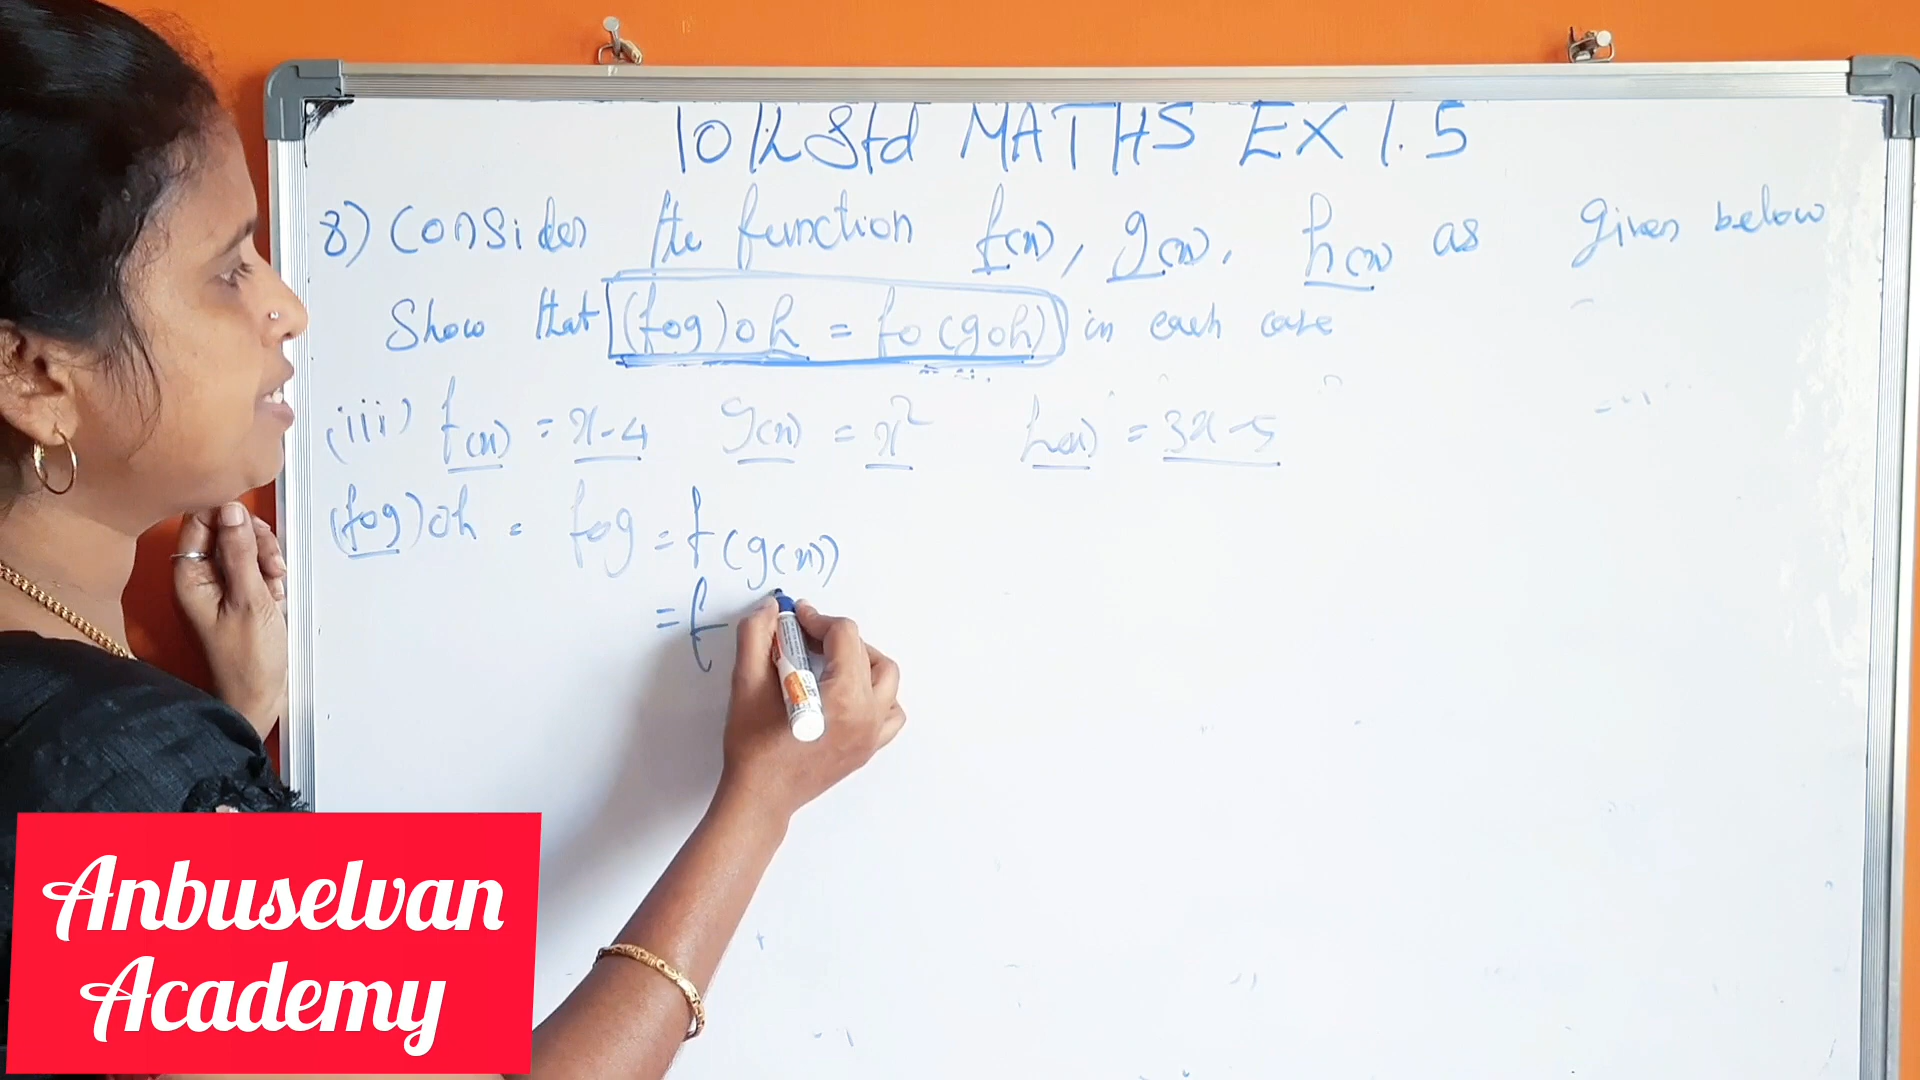 10th Std MATHS EX 1.5
8) Consider the function f(x), g(x), h(x) as given below
Show that (fog)oh = fo(goh) in each case
(iii) f(x) = x-4 g(x) = x² h(x) = 3x-5
(fog)oh = fog = f(g(x))
= f
Anbuselvan
Academy